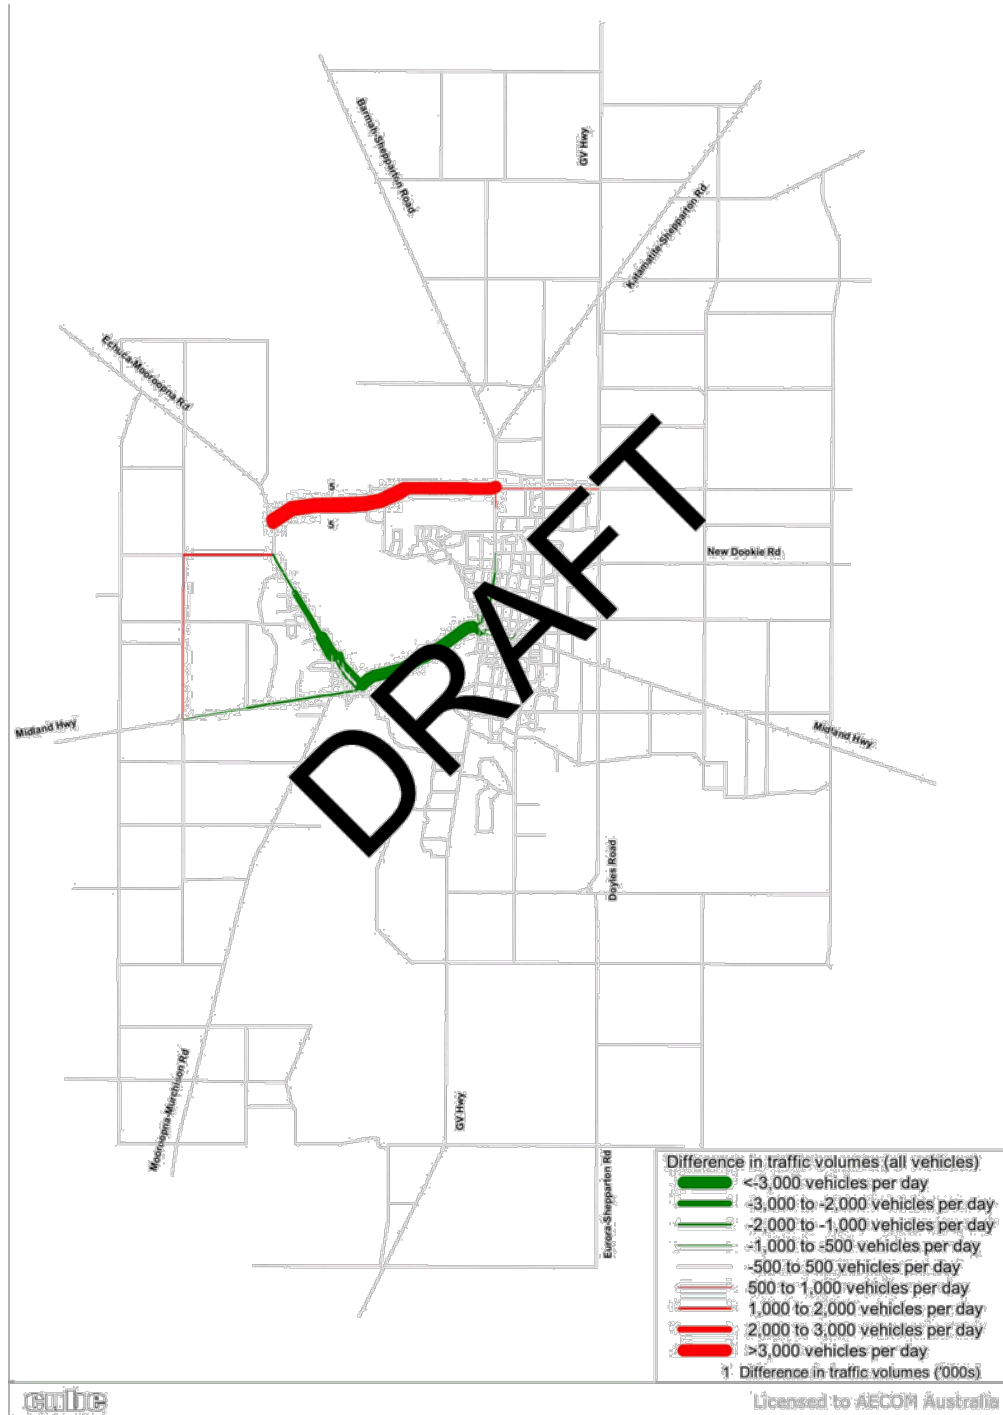 Barmah-Shepparton Road
GV Hwy
Katamatite-Shepparton Rd
Echuca-Mooroopna Rd
5
5
New Dookie Rd
DRAFT
Midland Hwy
Midland Hwy
Doyles Road
Mooroopna-Murchison Rd
GV Hwy
Eurora-Shepparton Rd
Difference in traffic volumes (all vehicles)
<-3,000 vehicles per day
-3,000 to -2,000 vehicles per day
-2,000 to -1,000 vehicles per day
-1,000 to -500 vehicles per day
-500 to 500 vehicles per day
500 to 1,000 vehicles per day
1,000 to 2,000 vehicles per day
2,000 to 3,000 vehicles per day
>3,000 vehicles per day
1 Difference in traffic volumes ('000s)
cube
Licensed to AECOM Australia